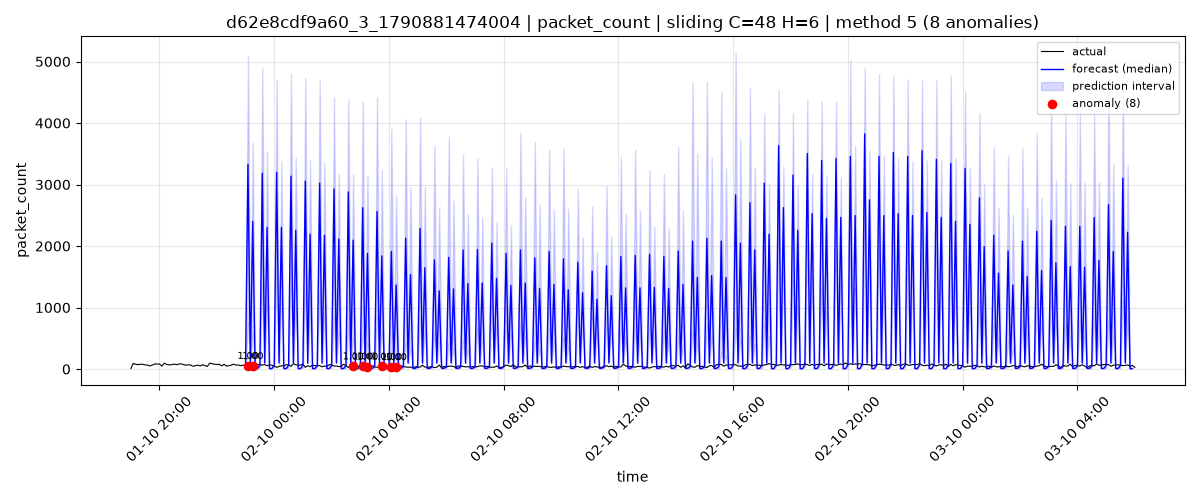 d62e8cdf9a60_3_1790881474004 | packet_count | sliding C=48 H=6 | method 5 (8 anomalies)
actual
forecast (median)
prediction interval
anomaly (8)
packet_count
5000
4000
3000
2000
1000
0
01-10 20:00
02-10 00:00
02-10 04:00
02-10 08:00
02-10 12:00
02-10 16:00
02-10 20:00
03-10 00:00
03-10 04:00
time